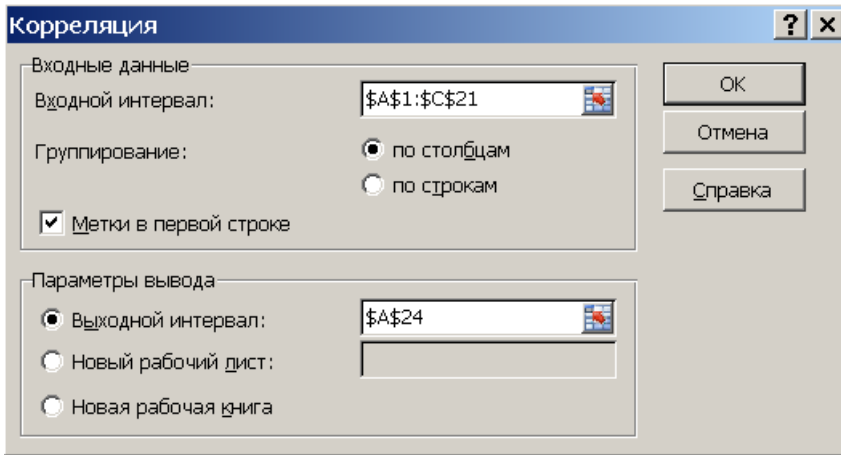 Корреляция
Входные данные
Входной интервал: $A$1:$C$21
Группирование: по столбцам
по строкам
Метки в первой строке
OK
Отмена
Справка
Параметры вывода
Выходной интервал: $A$24
Новый рабочий лист:
Новая рабочая книга